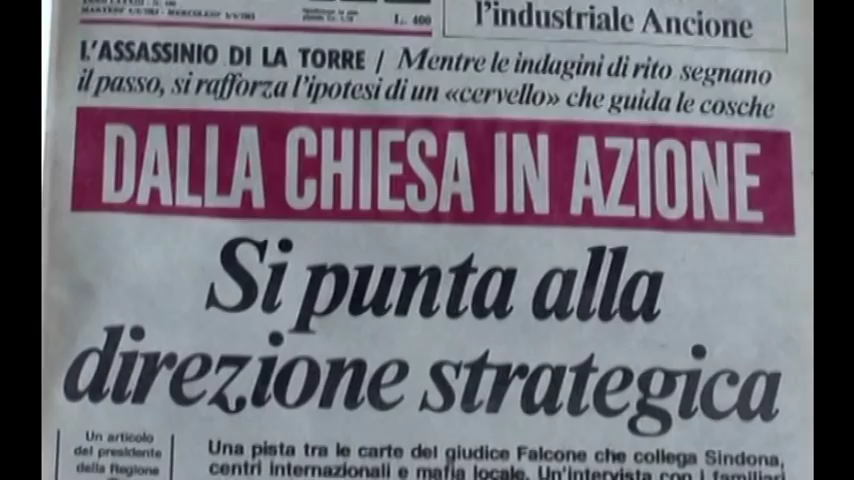 L. 400
l'industriale Ancione
L'ASSASSINIO DI LA TORRE / Mentre le indagini di rito segnano
il passo, si rafforza l'ipotesi di un «cervello» che guida le cosche
DALLA CHIESA IN AZIONE
Si punta alla
direzione strategica
Un articolo
del presidente
della Regione
Una pista tra le carte del giudice Falcone che collega Sindona,
centri internazionali e mafia locale. Un'intervista con i familiari